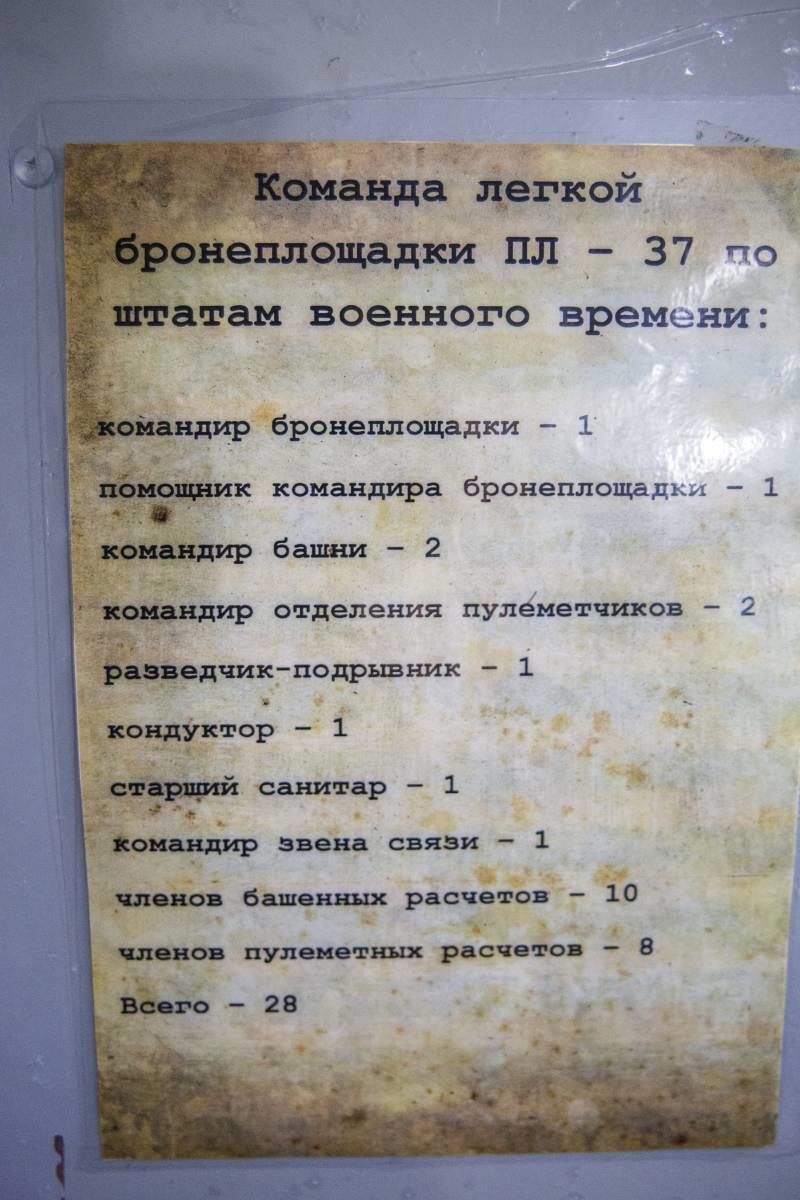 Команда легкой
бронеплощадки ПЛ – 37 по
штатам военного времени:
командир бронеплощадки – 1
помощник командира бронеплощадки – 1
командир башни – 2
командир отделения пулеметчиков – 2
разведчик-подрывник – 1
кондуктор – 1
старший санитар – 1
командир звена связи – 1
членов башенных расчетов – 10
членов пулеметных расчетов – 8
Всего – 28